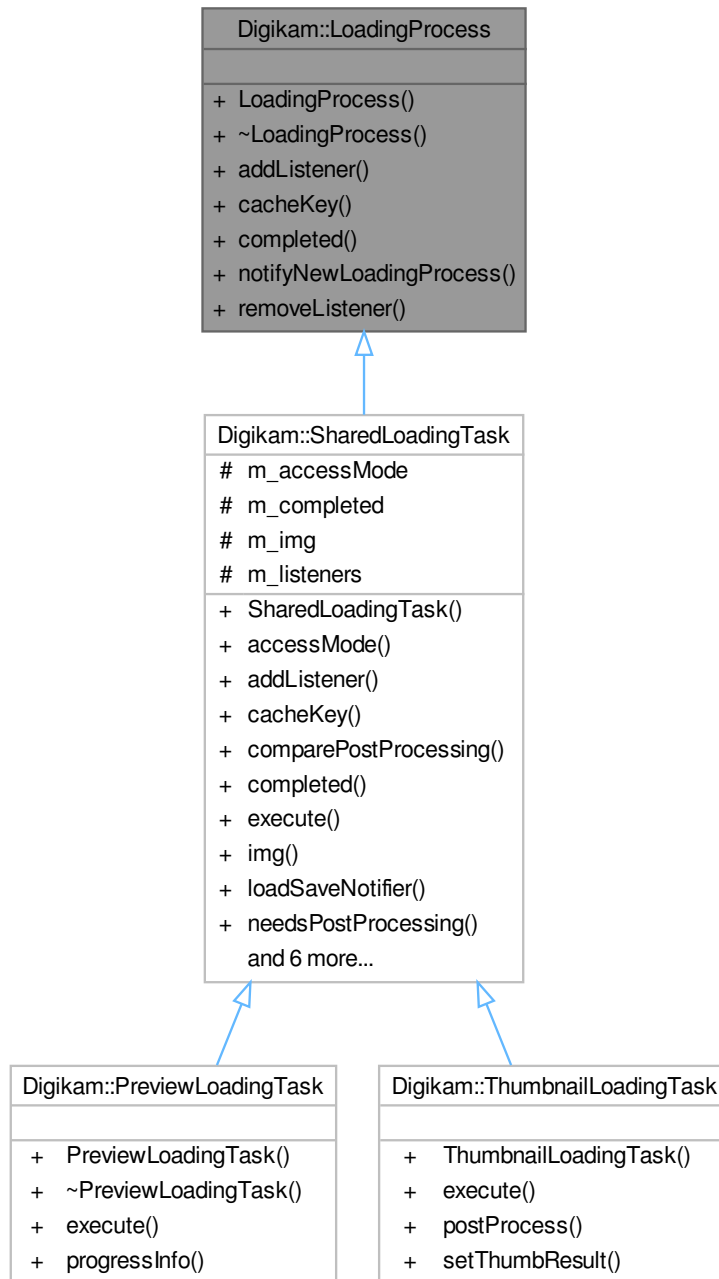 Digikam::LoadingProcess
+ LoadingProcess()
+ ~LoadingProcess()
+ addListener()
+ cacheKey()
+ completed()
+ notifyNewLoadingProcess()
+ removeListener()
Digikam::SharedLoadingTask
# m_accessMode
# m_completed
# m_img
# m_listeners
+ SharedLoadingTask()
+ accessMode()
+ addListener()
+ cacheKey()
+ comparePostProcessing()
+ completed()
+ execute()
+ img()
+ loadSaveNotifier()
+ needsPostProcessing()
and 6 more...
Digikam::PreviewLoadingTask
+ PreviewLoadingTask()
+ ~PreviewLoadingTask()
+ execute()
+ progressInfo()
Digikam::ThumbnailLoadingTask
+ ThumbnailLoadingTask()
+ execute()
+ postProcess()
+ setThumbResult()